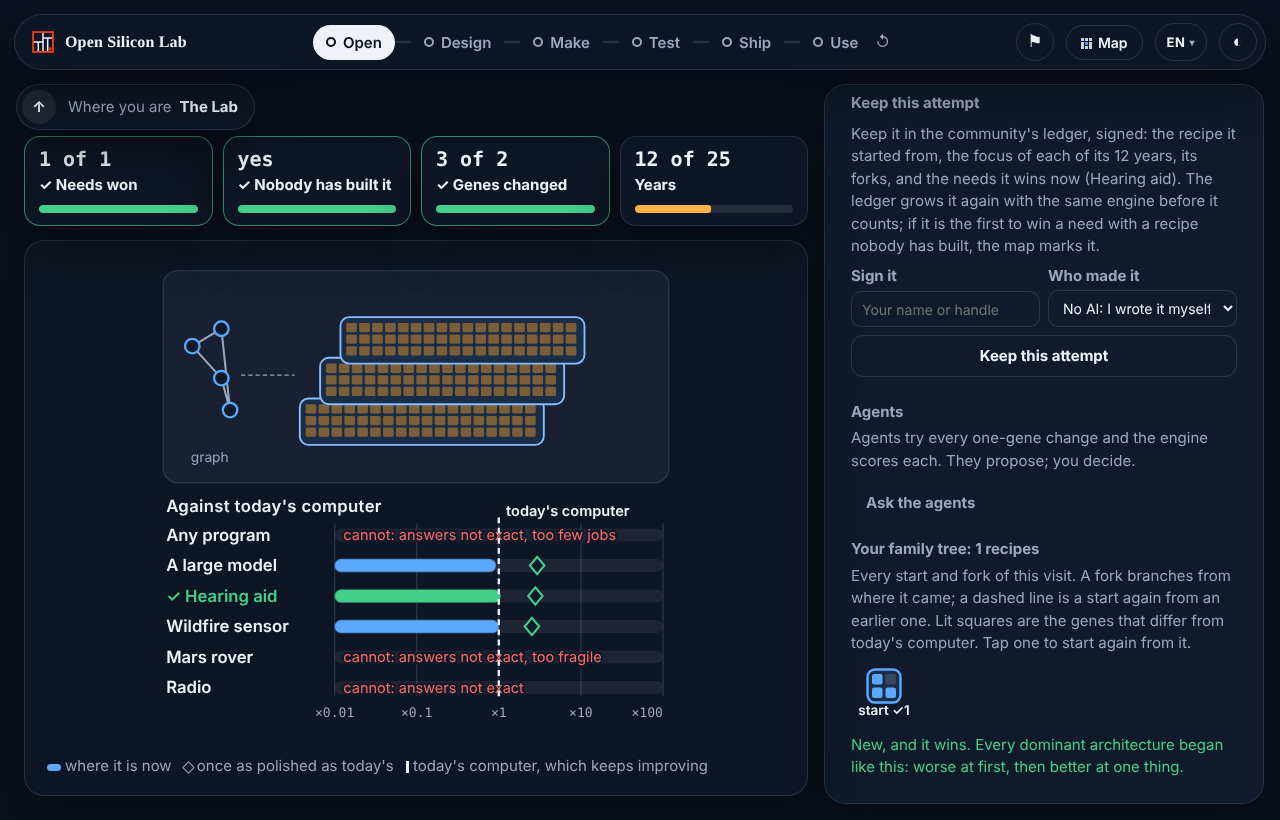 Open Silicon Lab
Open
Design
Make
Test
Ship
Use
Map
EN
Where you are The Lab
1 of 1
✓ Needs won
yes
✓ Nobody has built it
3 of 2
✓ Genes changed
12 of 25
Years
graph
Against today's computer
today's computer
Any program
cannot: answers not exact, too few jobs
A large model
✓ Hearing aid
Wildfire sensor
Mars rover
cannot: answers not exact, too fragile
Radio
cannot: answers not exact
×0.01
×0.1
×1
×10
×100
where it is now
once as polished as today's
today's computer, which keeps improving
Keep this attempt
Keep it in the community's ledger, signed: the recipe it
started from, the focus of each of its 12 years, its
forks, and the needs it wins now (Hearing aid). The
ledger grows it again with the same engine before it
counts; if it is the first to win a need with a recipe
nobody has built, the map marks it.
Sign it
Who made it
Your name or handle
No AI: I wrote it myself
Keep this attempt
Agents
Agents try every one-gene change and the engine
scores each. They propose; you decide.
Ask the agents
Your family tree: 1 recipes
Every start and fork of this visit. A fork branches from
where it came; a dashed line is a start again from an
earlier one. Lit squares are the genes that differ from
today's computer. Tap one to start again from it.
start ✓1
New, and it wins. Every dominant architecture began
like this: worse at first, then better at one thing.